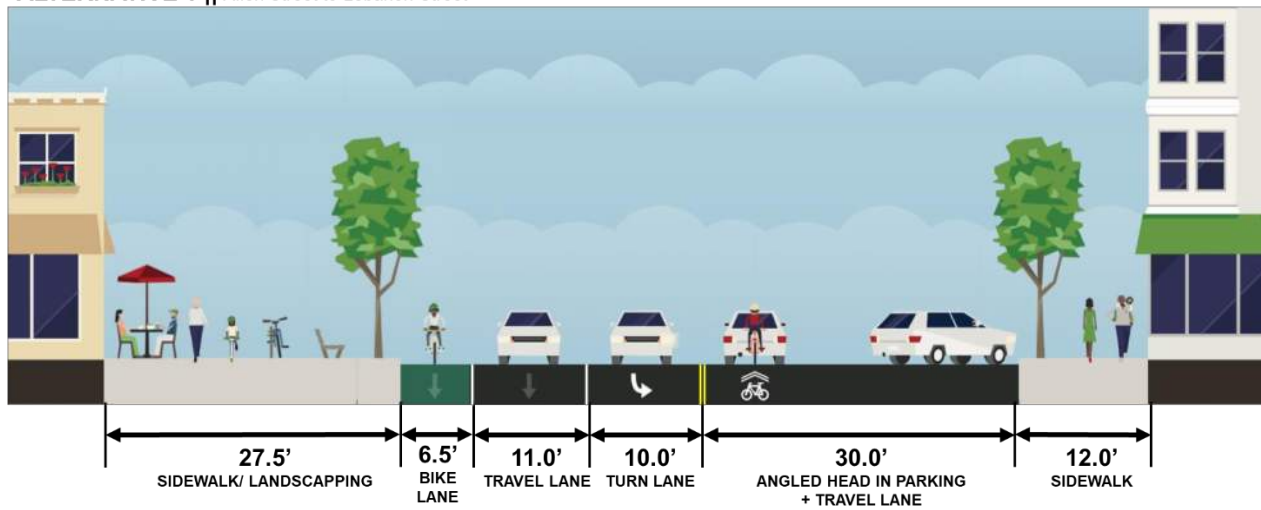 27.5'
SIDEWALK/ LANDSCAPPING
6.5'
BIKE
LANE
11.0'
TRAVEL LANE
10.0'
TURN LANE
30.0'
ANGLED HEAD IN PARKING
+ TRAVEL LANE
12.0'
SIDEWALK